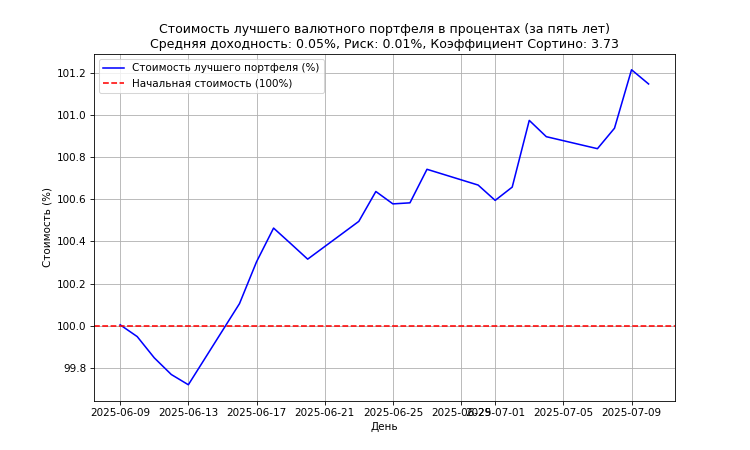 Стоимость лучшего валютного портфеля в процентах (за пять лет)
Средняя доходность: 0.05%, Риск: 0.01%, Коэффициент Сортино: 3.73
Стоимость лучшего портфеля (%)
Начальная стоимость (100%)
Стоимость (%)
101.2
101.0
100.8
100.6
100.4
100.2
100.0
99.8
2025-06-09 2025-06-13 2025-06-17 2025-06-21 2025-06-25 2025-06-29 2025-07-01 2025-07-05 2025-07-09
День